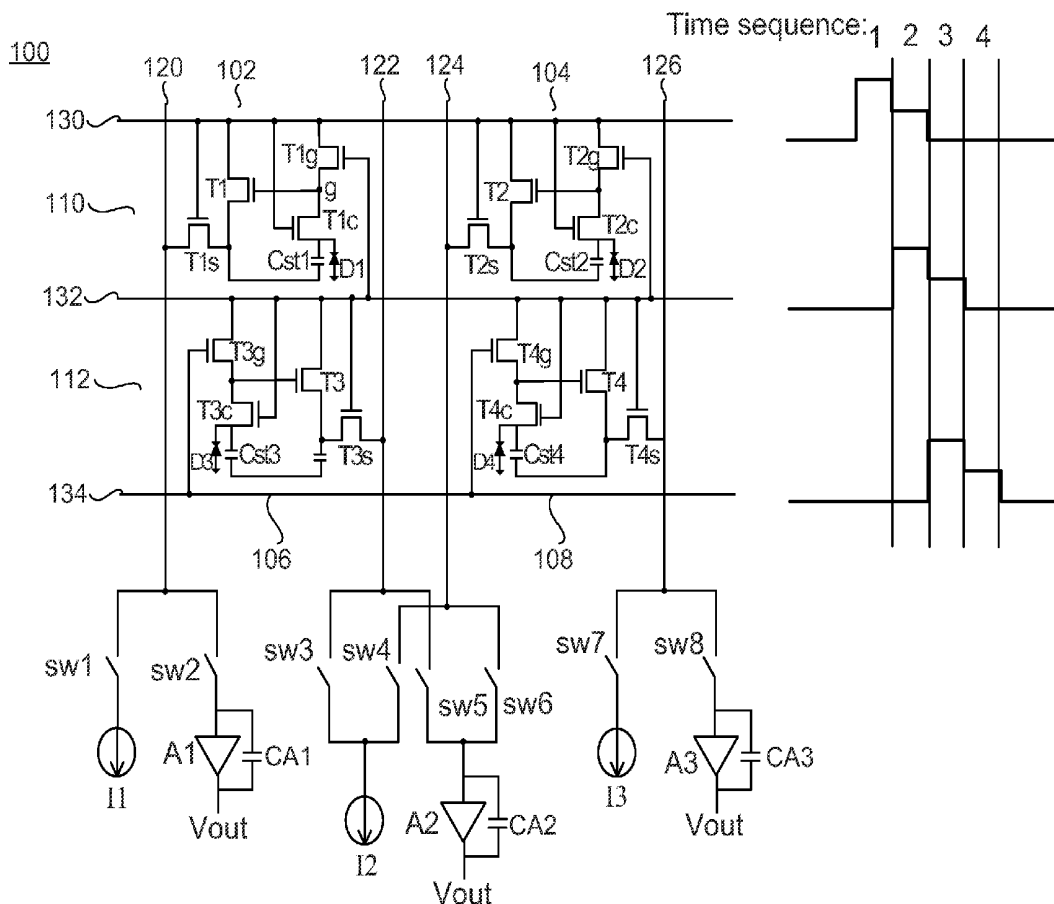 100
Time sequence: 1 2 3 4
120 102 122 124 104 126
130
T1g T2g
T1 g T2
110
T1c T2c
T1s Cst1 D1 T2s Cst2 D2
132
T3g T3 T4g T4
112
T3c T4c
D3 Cst3 T3s D4 Cst4 T4s
134
106 108
sw1 sw2 sw3 sw4 sw5 sw6 sw7 sw8
A1 CA1 A3 CA3
I1 I3
Vout A2 CA2 Vout
I2
Vout